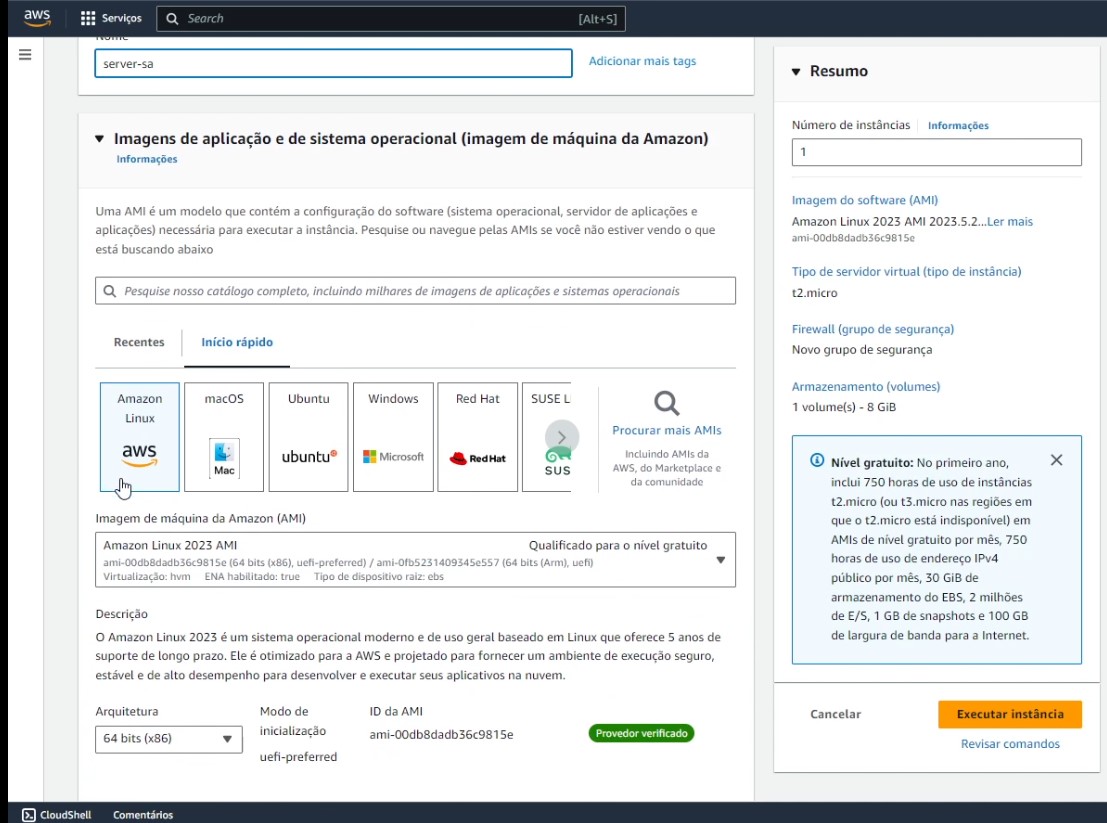 aws
Serviços
Search
[Alt+S]
Nome
server-sa
Adicionar mais tags
Imagens de aplicação e de sistema operacional (imagem de máquina da Amazon)
Informações
Uma AMI é um modelo que contém a configuração do software (sistema operacional, servidor de aplicações e
aplicações) necessária para executar a instância. Pesquise ou navegue pelas AMIs se você não estiver vendo o que
está buscando abaixo
Pesquise nosso catálogo completo, incluindo milhares de imagens de aplicações e sistemas operacionais
Recentes
Início rápido
Amazon
Linux
aws
macOS
Mac
Ubuntu
ubuntu
Windows
Microsoft
Red Hat
RedHat
SUSE L
SUS
Procurar mais AMIs
Incluindo AMIs da
AWS, do Marketplace e
da comunidade
Imagem de máquina da Amazon (AMI)
Amazon Linux 2023 AMI
Qualificado para o nível gratuito
ami-00db8dadb36c9815e (64 bits (x86), uefi-preferred) / ami-0fb5231409345e557 (64 bits (Arm), uefi)
Virtualização: hvm ENA habilitado: true Tipo de dispositivo raiz: ebs
Descrição
O Amazon Linux 2023 é um sistema operacional moderno e de uso geral baseado em Linux que oferece 5 anos de
suporte de longo prazo. Ele é otimizado para a AWS e projetado para fornecer um ambiente de execução seguro,
estável e de alto desempenho para desenvolver e executar seus aplicativos na nuvem.
Arquitetura
64 bits (x86)
Modo de
inicialização
uefi-preferred
ID da AMI
ami-00db8dadb36c9815e
Provedor verificado
Resumo
Número de instâncias
Informações
1
Imagem do software (AMI)
Amazon Linux 2023 AMI 2023.5.2...Ler mais
ami-00db8dadb36c9815e
Tipo de servidor virtual (tipo de instância)
t2.micro
Firewall (grupo de segurança)
Novo grupo de segurança
Armazenamento (volumes)
1 volume(s) - 8 GiB
Nível gratuito: No primeiro ano,
inclui 750 horas de uso de instâncias
t2.micro (ou t3.micro nas regiões em
que o t2.micro está indisponível) em
AMIs de nível gratuito por mês, 750
horas de uso de endereço IPv4
público por mês, 30 GiB de
armazenamento do EBS, 2 milhões
de E/S, 1 GB de snapshots e 100 GB
de largura de banda para a Internet.
Cancelar
Executar instância
Revisar comandos
CloudShell
Comentários